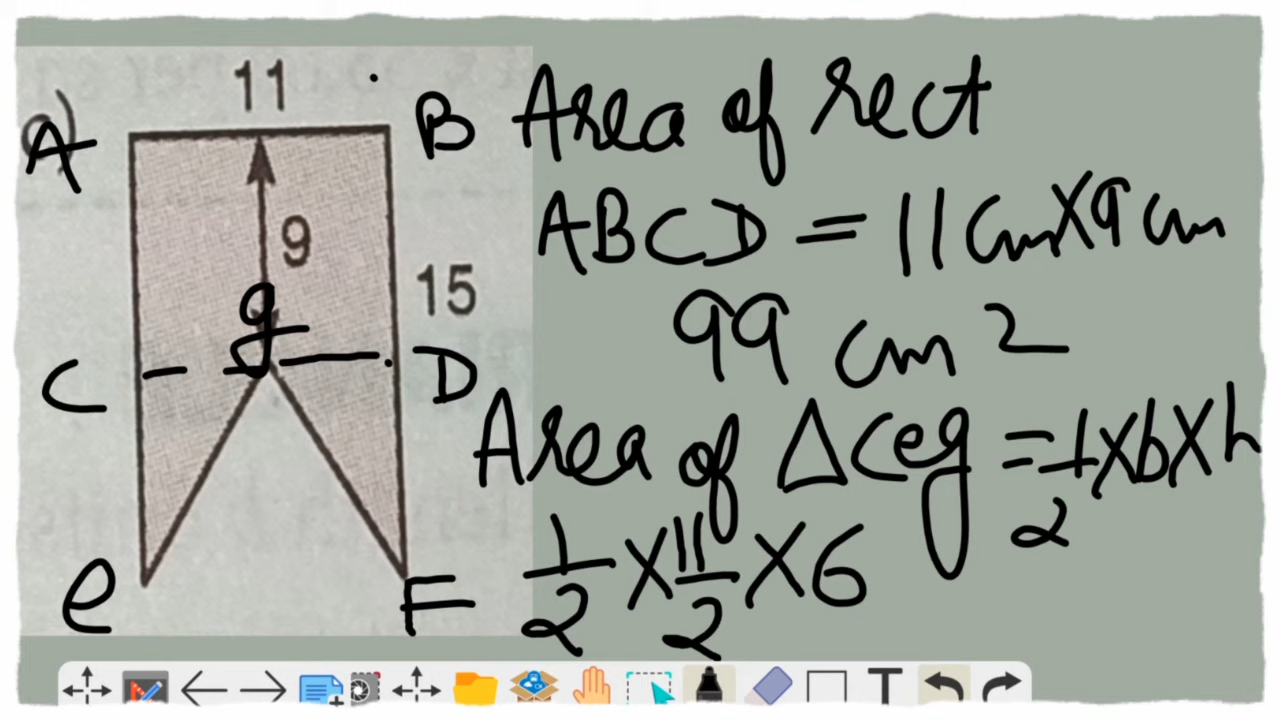 a)
11
A
B
9
15
g
C
D
e
F
Area of rect
ABCD = 11 cm X 9 cm
99 cm 2
Area of △ceg = 1/2 X b X h
1/2 X 11/2 X 6
T